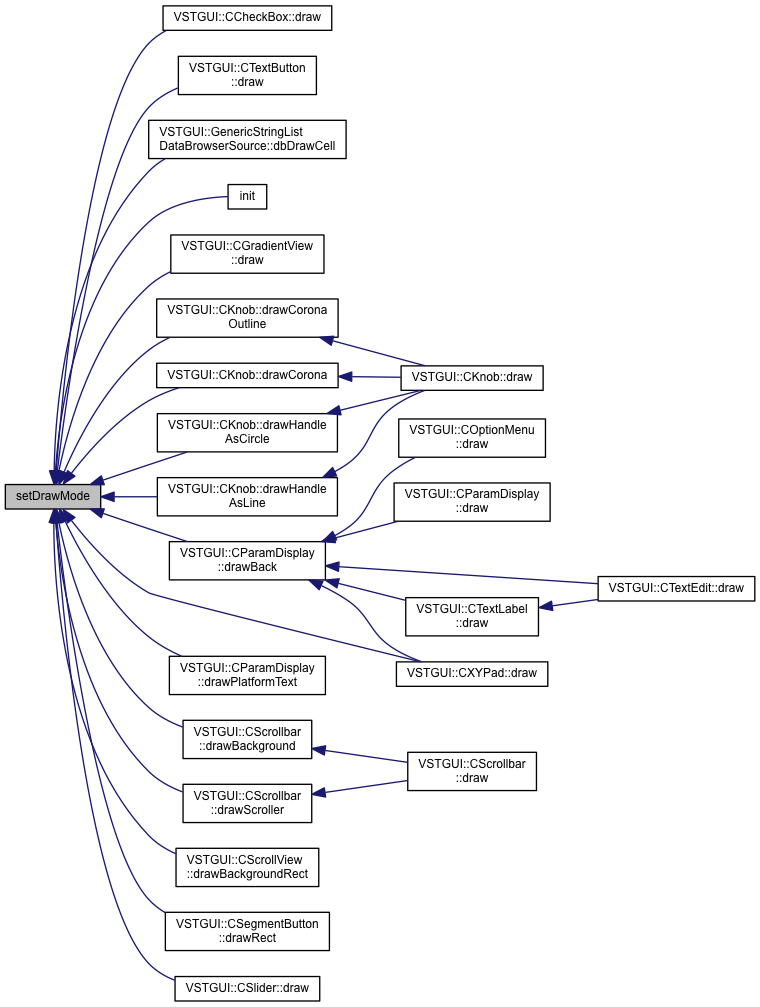 VSTGUI::CCheckBox::draw
VSTGUI::CTextButton
::draw
VSTGUI::GenericStringList
DataBrowserSource::dbDrawCell
init
VSTGUI::CGradientView
::draw
VSTGUI::CKnob::drawCorona
Outline
VSTGUI::CKnob::drawCorona
VSTGUI::CKnob::draw
VSTGUI::CKnob::drawHandle
AsCircle
VSTGUI::COptionMenu
::draw
VSTGUI::CKnob::drawHandle
AsLine
setDrawMode
VSTGUI::CParamDisplay
::draw
VSTGUI::CParamDisplay
::drawBack
VSTGUI::CTextEdit::draw
VSTGUI::CTextLabel
::draw
VSTGUI::CParamDisplay
::drawPlatformText
VSTGUI::CXYPad::draw
VSTGUI::CScrollbar
::drawBackground
VSTGUI::CScrollbar
::draw
VSTGUI::CScrollbar
::drawScroller
VSTGUI::CScrollView
::drawBackgroundRect
VSTGUI::CSegmentButton
::drawRect
VSTGUI::CSlider::draw